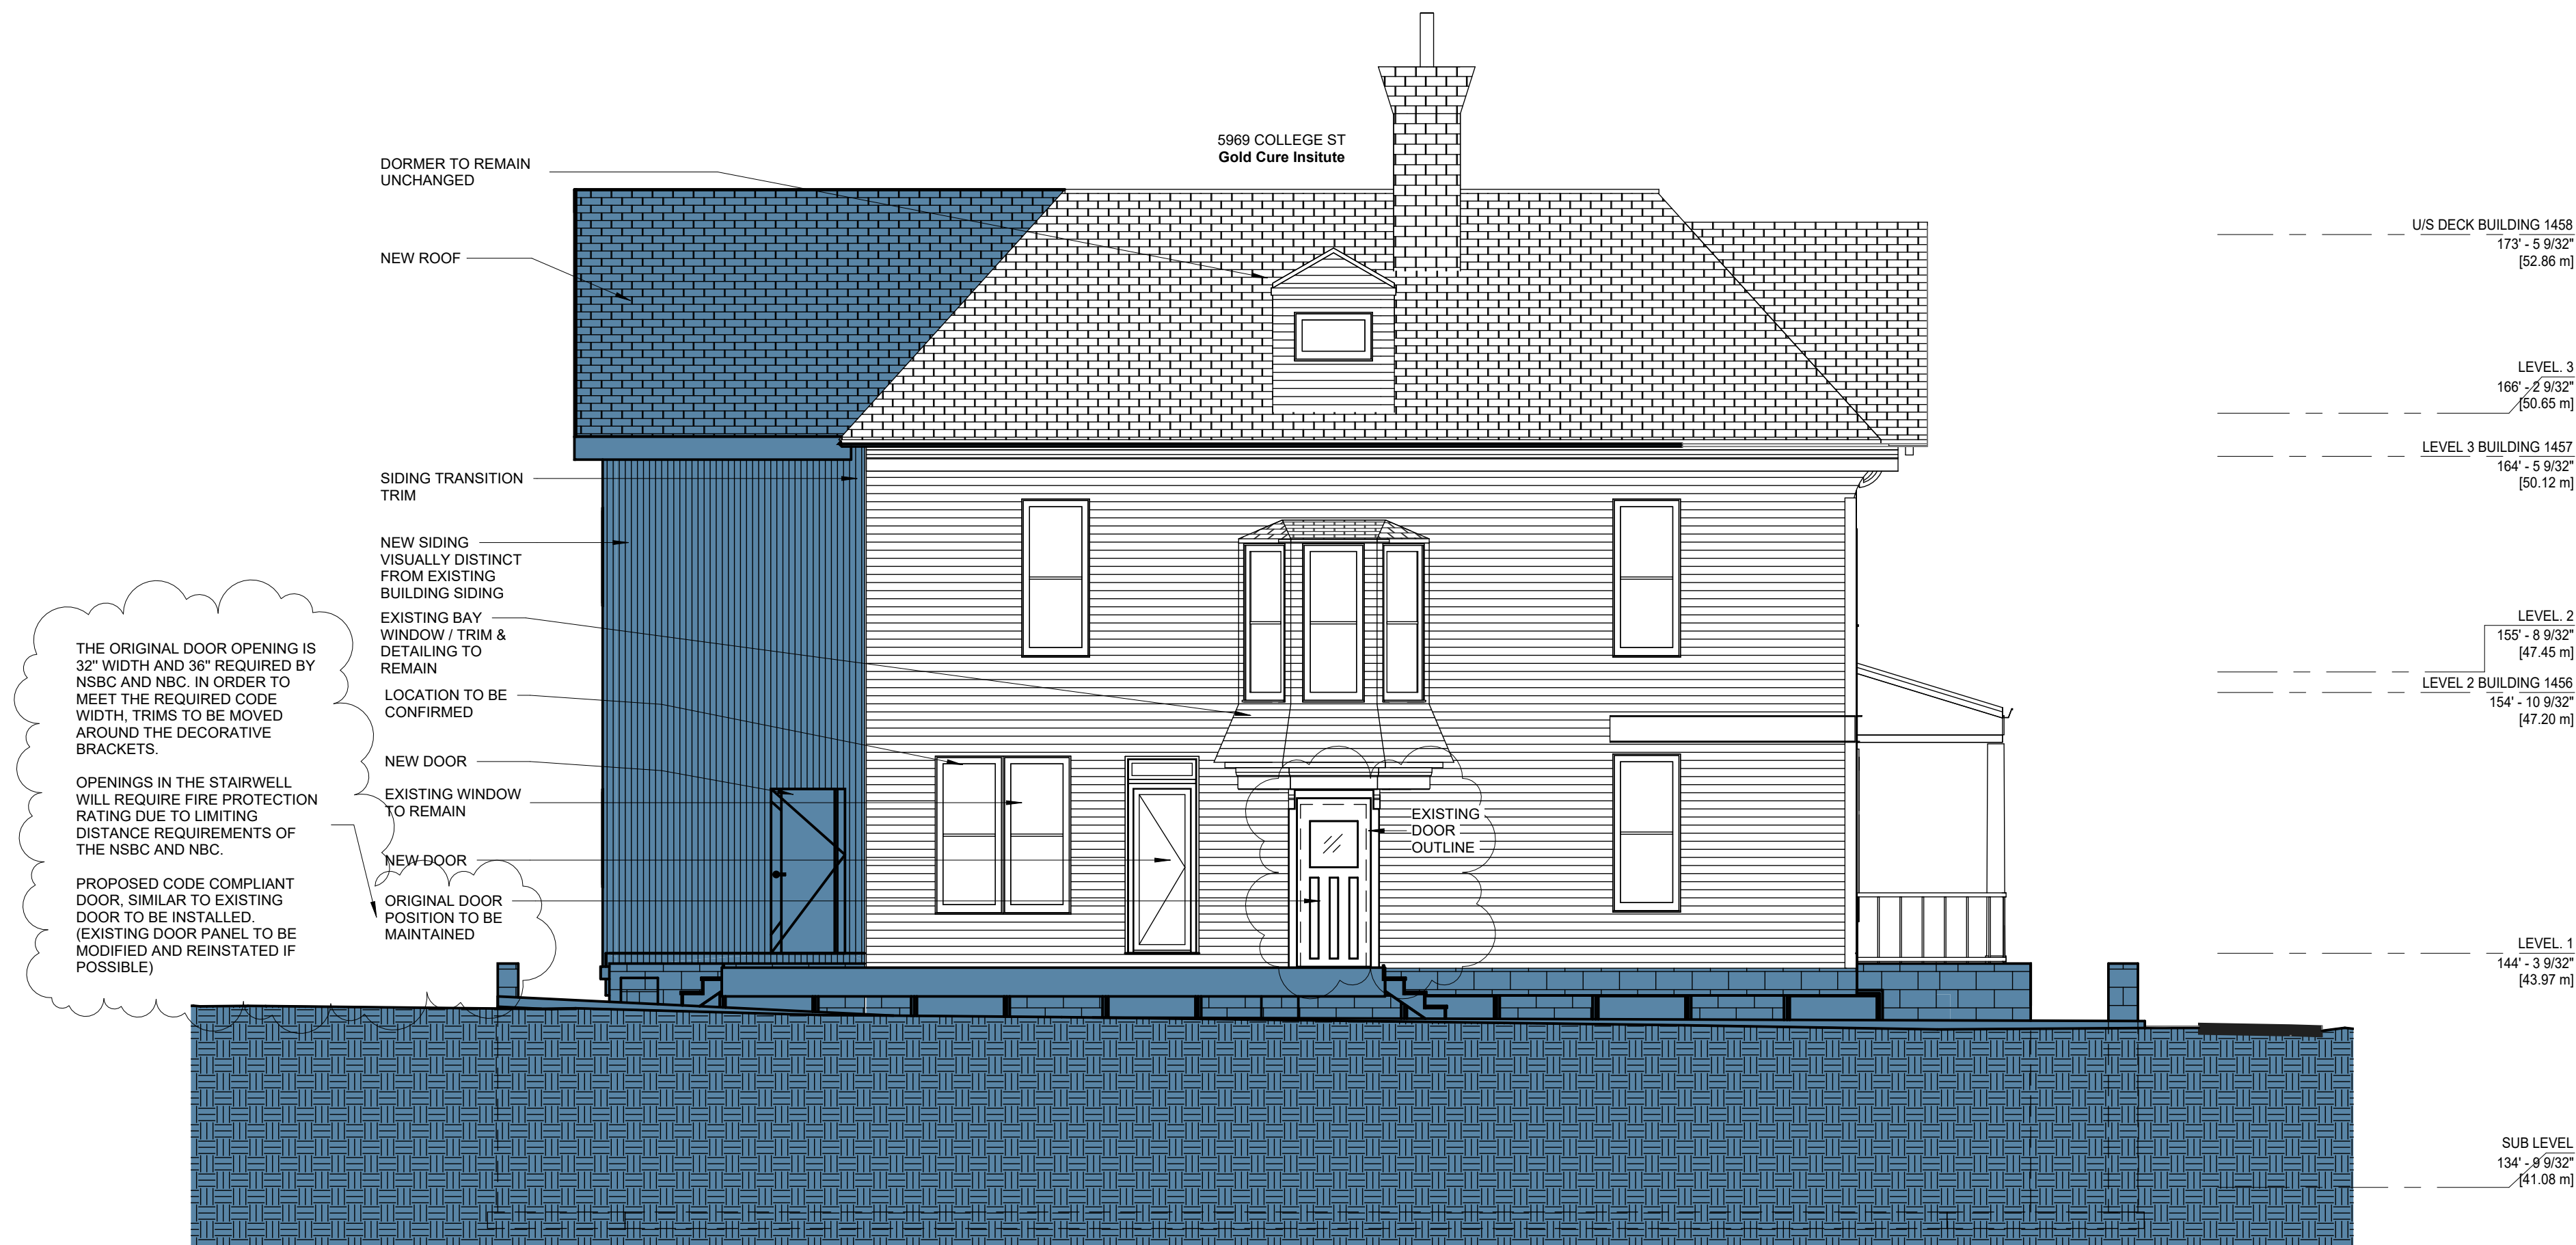 5969 COLLEGE ST
Gold Cure Insitute
DORMER TO REMAIN
UNCHANGED
NEW ROOF
SIDING TRANSITION
TRIM
NEW SIDING
VISUALLY DISTINCT
FROM EXISTING
BUILDING SIDING
EXISTING BAY
WINDOW / TRIM &
DETAILING TO
REMAIN
LOCATION TO BE
CONFIRMED
NEW DOOR
EXISTING WINDOW
TO REMAIN
NEW DOOR
ORIGINAL DOOR
POSITION TO BE
MAINTAINED
THE ORIGINAL DOOR OPENING IS
32" WIDTH AND 36" REQUIRED BY
NSBC AND NBC. IN ORDER TO
MEET THE REQUIRED CODE
WIDTH, TRIMS TO BE MOVED
AROUND THE DECORATIVE
BRACKETS.
OPENINGS IN THE STAIRWELL
WILL REQUIRE FIRE PROTECTION
RATING DUE TO LIMITING
DISTANCE REQUIREMENTS OF
THE NSBC AND NBC.
PROPOSED CODE COMPLIANT
DOOR, SIMILAR TO EXISTING
DOOR TO BE INSTALLED.
(EXISTING DOOR PANEL TO BE
MODIFIED AND REINSTATED IF
POSSIBLE)
EXISTING
DOOR
OUTLINE
U/S DECK BUILDING 1458
173' - 5 9/32"
[52.86 m]
LEVEL. 3
166' - 2 9/32"
[50.65 m]
LEVEL 3 BUILDING 1457
164' - 5 9/32"
[50.12 m]
LEVEL. 2
155' - 8 9/32"
[47.45 m]
LEVEL 2 BUILDING 1456
154' - 10 9/32"
[47.20 m]
LEVEL. 1
144' - 3 9/32"
[43.97 m]
SUB LEVEL
134' - 9 9/32"
[41.08 m]